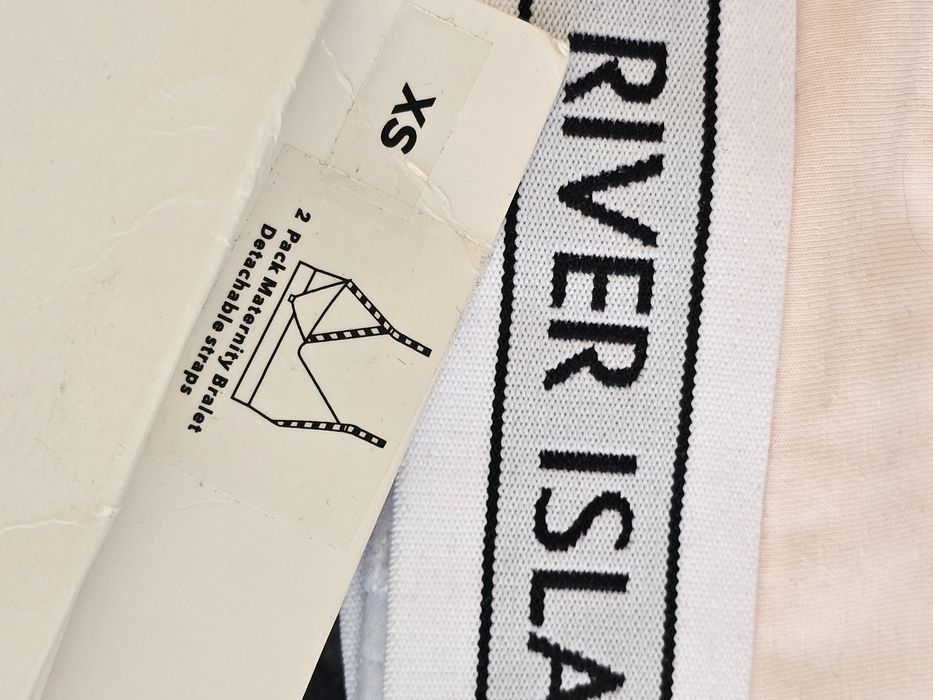 XS
2 Pack Maternity Bralet
Detachable straps
RIVER ISLA